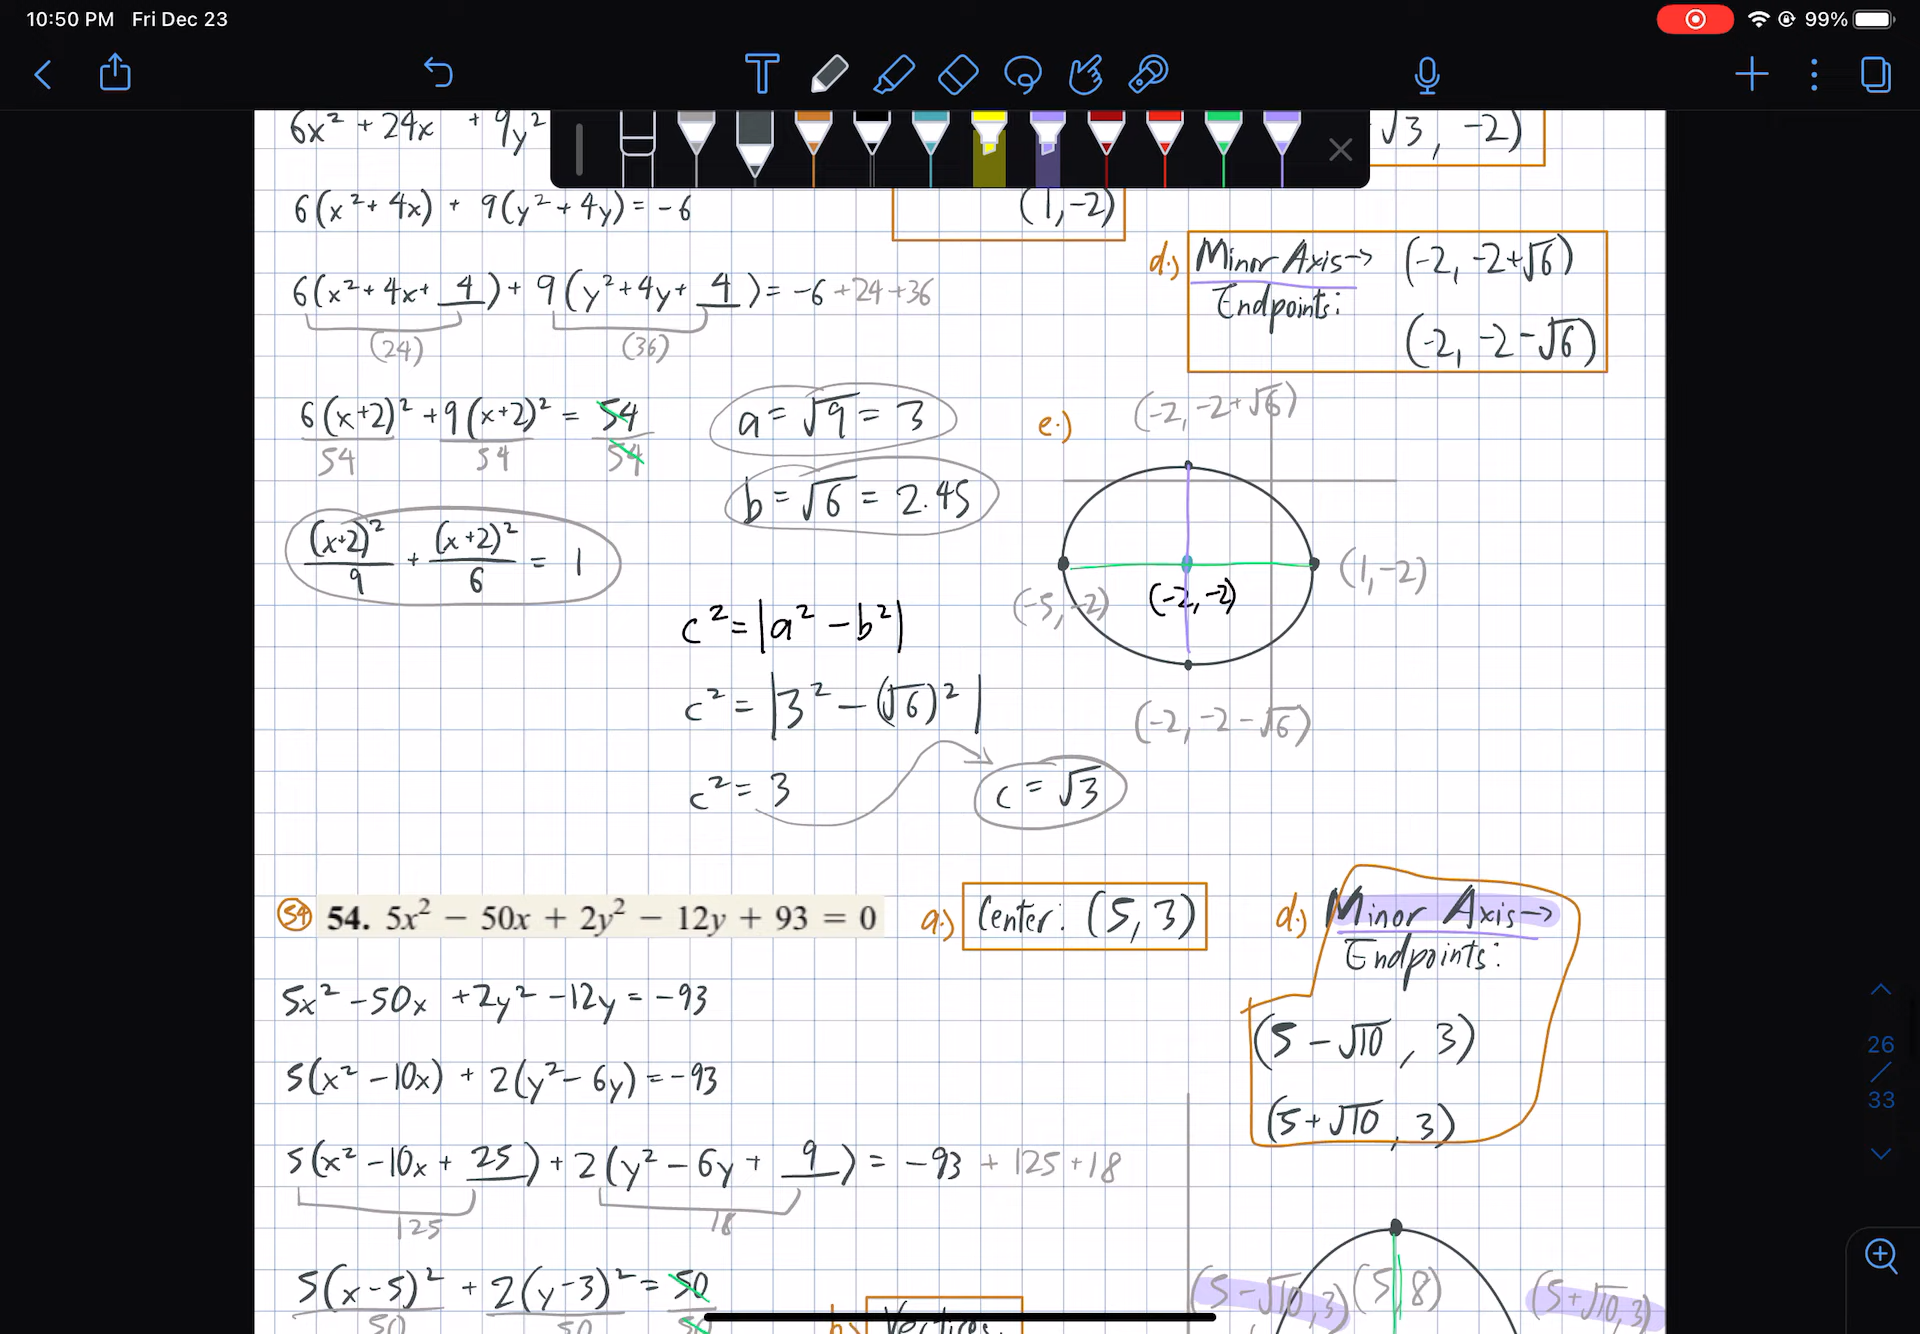 10:50 PM Fri Dec 23
99%
6x² + 24x + 9y²
√3, -2)
6(x²+ 4x) + 9(y²+4y) = -6
(1,-2)
d.) Minor Axis→ (-2, -2+√6)
Endpoints:
(-2, -2-√6)
6(x²+4x+ 4) + 9(y²+4y+ 4) = -6 +24+36
(24) (36)
6(x+2)² + 9(x+2)² = 54
54 54 54
a = √9 = 3
b = √6 = 2.45
(x+2)²/9 + (x+2)²/6 = 1
c² = |a² - b²|
c² = |3² - (√6)²|
c² = 3
c = √3
e.) (-2, -2+√6)
(-5,-2) (-2,-2) (1,-2)
(-2, -2-√6)
54 54. 5x² − 50x + 2y² − 12y + 93 = 0
a.) Center: (5, 3)
d.) Minor Axis→
Endpoints:
(5 - √10, 3)
(5 + √10, 3)
5x² - 50x + 2y² - 12y = -93
5(x² - 10x) + 2(y² - 6y) = -93
5(x² - 10x + 25) + 2(y² - 6y + 9) = -93 + 125 + 18
125 18
5(x-5)² + 2(y-3)² = 50
50 50 50
b.) Vertices
(5-√10,3) (5,8) (5+√10,3)
26
/
33